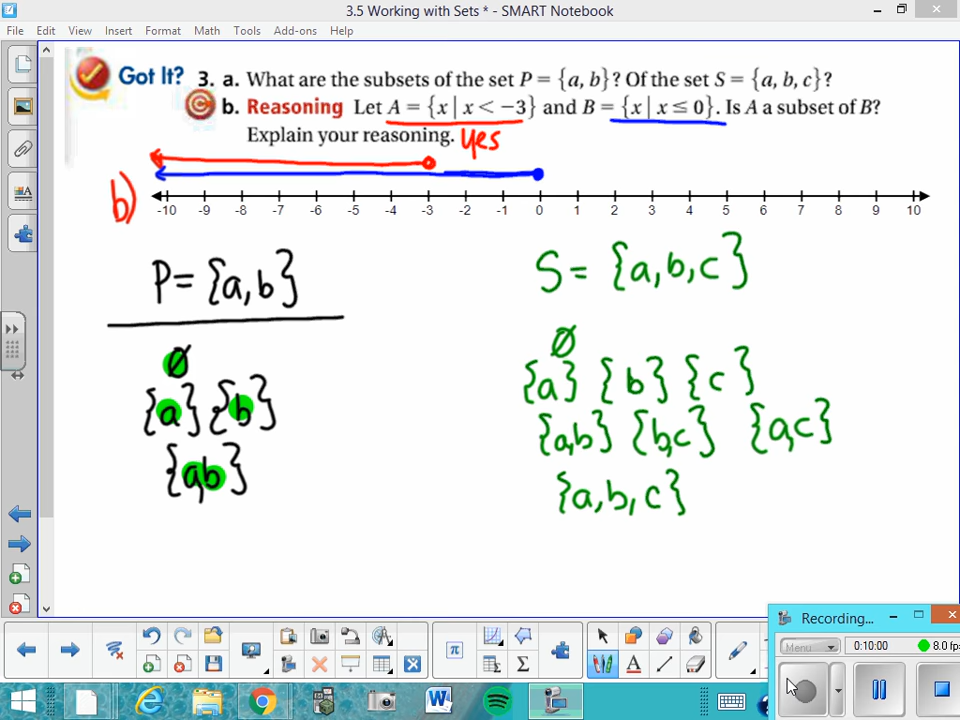 3.5 Working with Sets * - SMART Notebook
File Edit View Insert Format Math Tools Add-ons Help
Got It? 3. a. What are the subsets of the set P = {a, b}? Of the set S = {a, b, c}?
C b. Reasoning Let A = {x | x < −3} and B = {x | x ≤ 0}. Is A a subset of B?
Explain your reasoning. yes
b)
-10 -9 -8 -7 -6 -5 -4 -3 -2 -1 0 1 2 3 4 5 6 7 8 9 10
P= {a,b} S= {a,b,c}
∅ ∅
{a} {b} {a} {b} {c}
{a,b} {a,b} {b,c} {a,c}
{a,b,c}
Recording...
Menu 0:10:00 8.0 fp
π Σ A
W